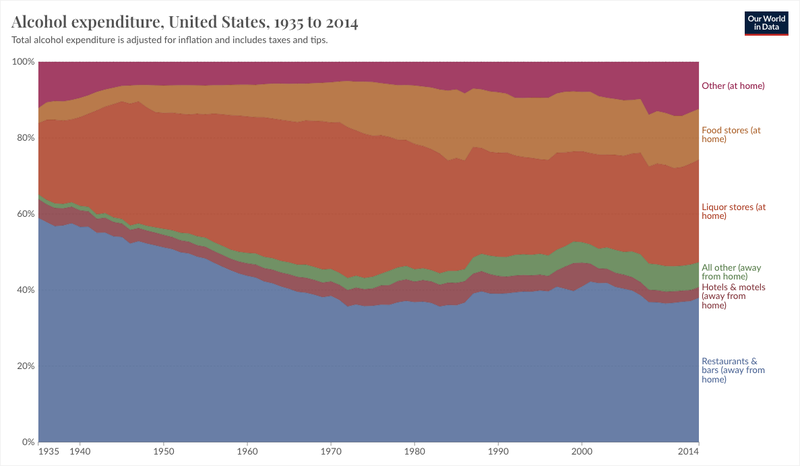 Alcohol expenditure, United States, 1935 to 2014
Total alcohol expenditure is adjusted for inflation and includes taxes and tips.
Our World
in Data
100%
80%
60%
40%
20%
0%
1935
1940
1950
1960
1970
1980
1990
2000
2014
Other (at home)
Food stores (at
home)
Liquor stores (at
home)
All other (away
from home)
Hotels & motels
(away from
home)
Restaurants &
bars (away from
home)